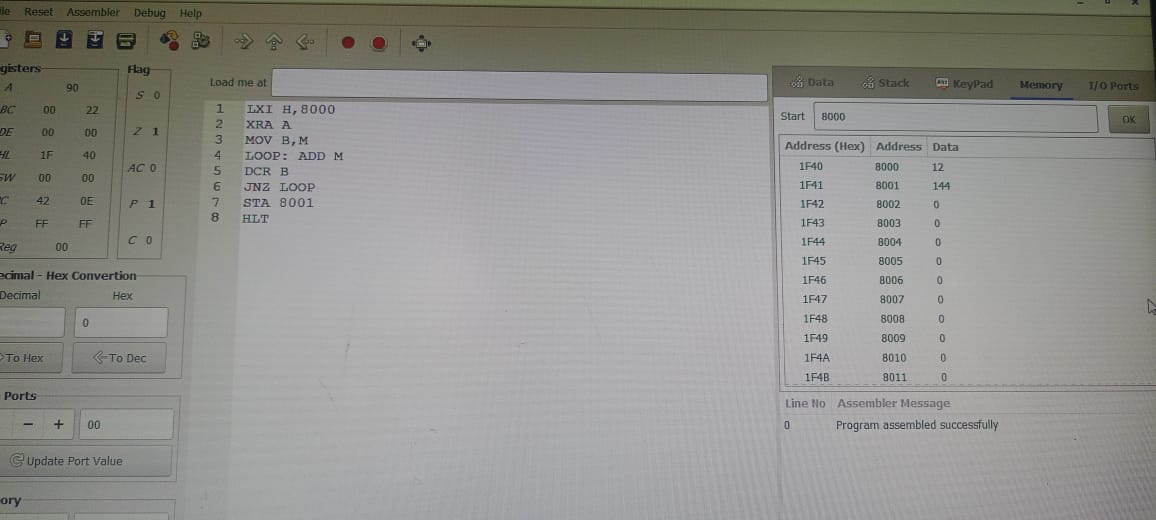 Reset Assembler Debug Help
Flag
A 90
S 0
BC 00 22
DE 00 00
Z 1
HL 1F 40
AC 0
00 00
42 0E
P 1
FF FF
C 0
00
Load me at
1 LXI H,8000
2 XRA A
3 MOV B,M
4 LOOP: ADD M
5 DCR B
6 JNZ LOOP
7 STA 8001
8 HLT
Hex Convertion
Decimal Hex
0
To Hex To Dec
Ports
− + 00
Update Port Value
Data Stack KeyPad Memory I/O Ports
Start 8000 OK
Address (Hex) Address Data
1F40 8000 12
1F41 8001 144
1F42 8002 0
1F43 8003 0
1F44 8004 0
1F45 8005 0
1F46 8006 0
1F47 8007 0
1F48 8008 0
1F49 8009 0
1F4A 8010 0
1F4B 8011 0
Line No Assembler Message
0 Program assembled successfully